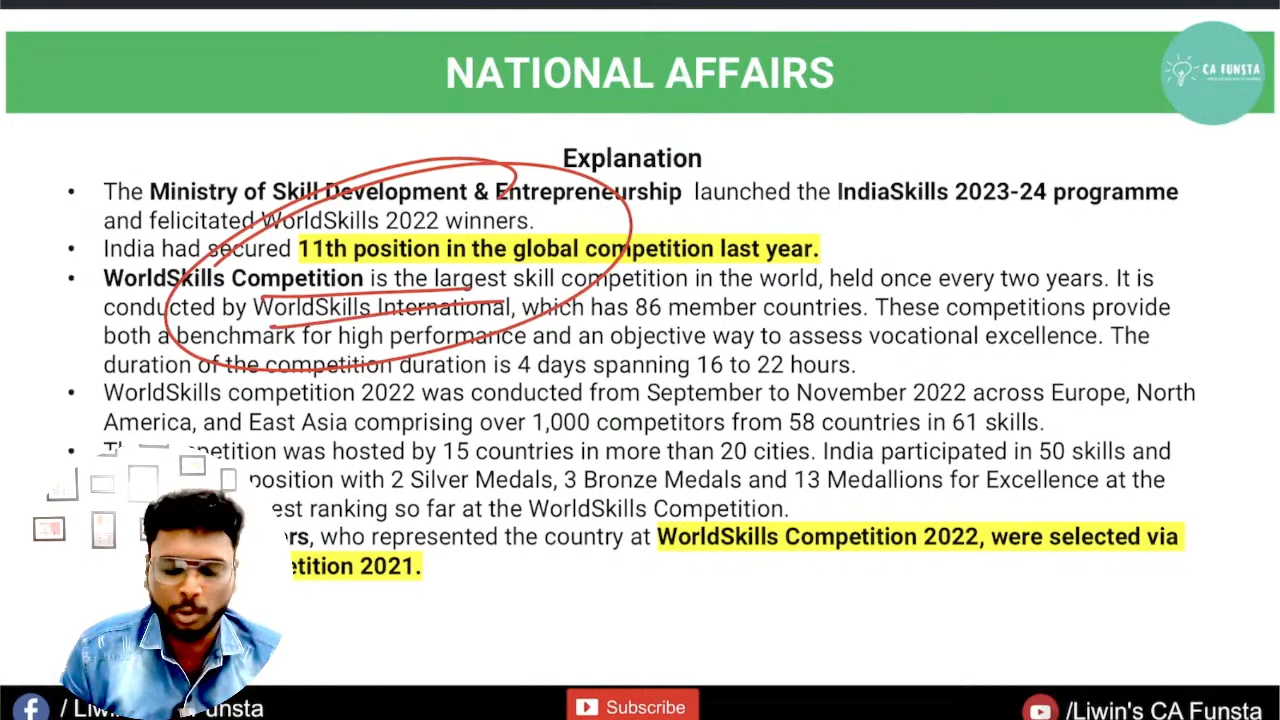 NATIONAL AFFAIRS
CA FUNSTA
Explanation
• The Ministry of Skill Development & Entrepreneurship launched the IndiaSkills 2023-24 programme
and felicitated WorldSkills 2022 winners.
• India had secured 11th position in the global competition last year.
• WorldSkills Competition is the largest skill competition in the world, held once every two years. It is
conducted by WorldSkills International, which has 86 member countries. These competitions provide
both a benchmark for high performance and an objective way to assess vocational excellence. The
duration of the competition duration is 4 days spanning 16 to 22 hours.
• WorldSkills competition 2022 was conducted from September to November 2022 across Europe, North
America, and East Asia comprising over 1,000 competitors from 58 countries in 61 skills.
• petition was hosted by 15 countries in more than 20 cities. India participated in 50 skills and
position with 2 Silver Medals, 3 Bronze Medals and 13 Medallions for Excellence at the
est ranking so far at the WorldSkills Competition.
rs, who represented the country at WorldSkills Competition 2022, were selected via
etition 2021.
f / Liw unsta
Subscribe
/Liwin's CA Funsta